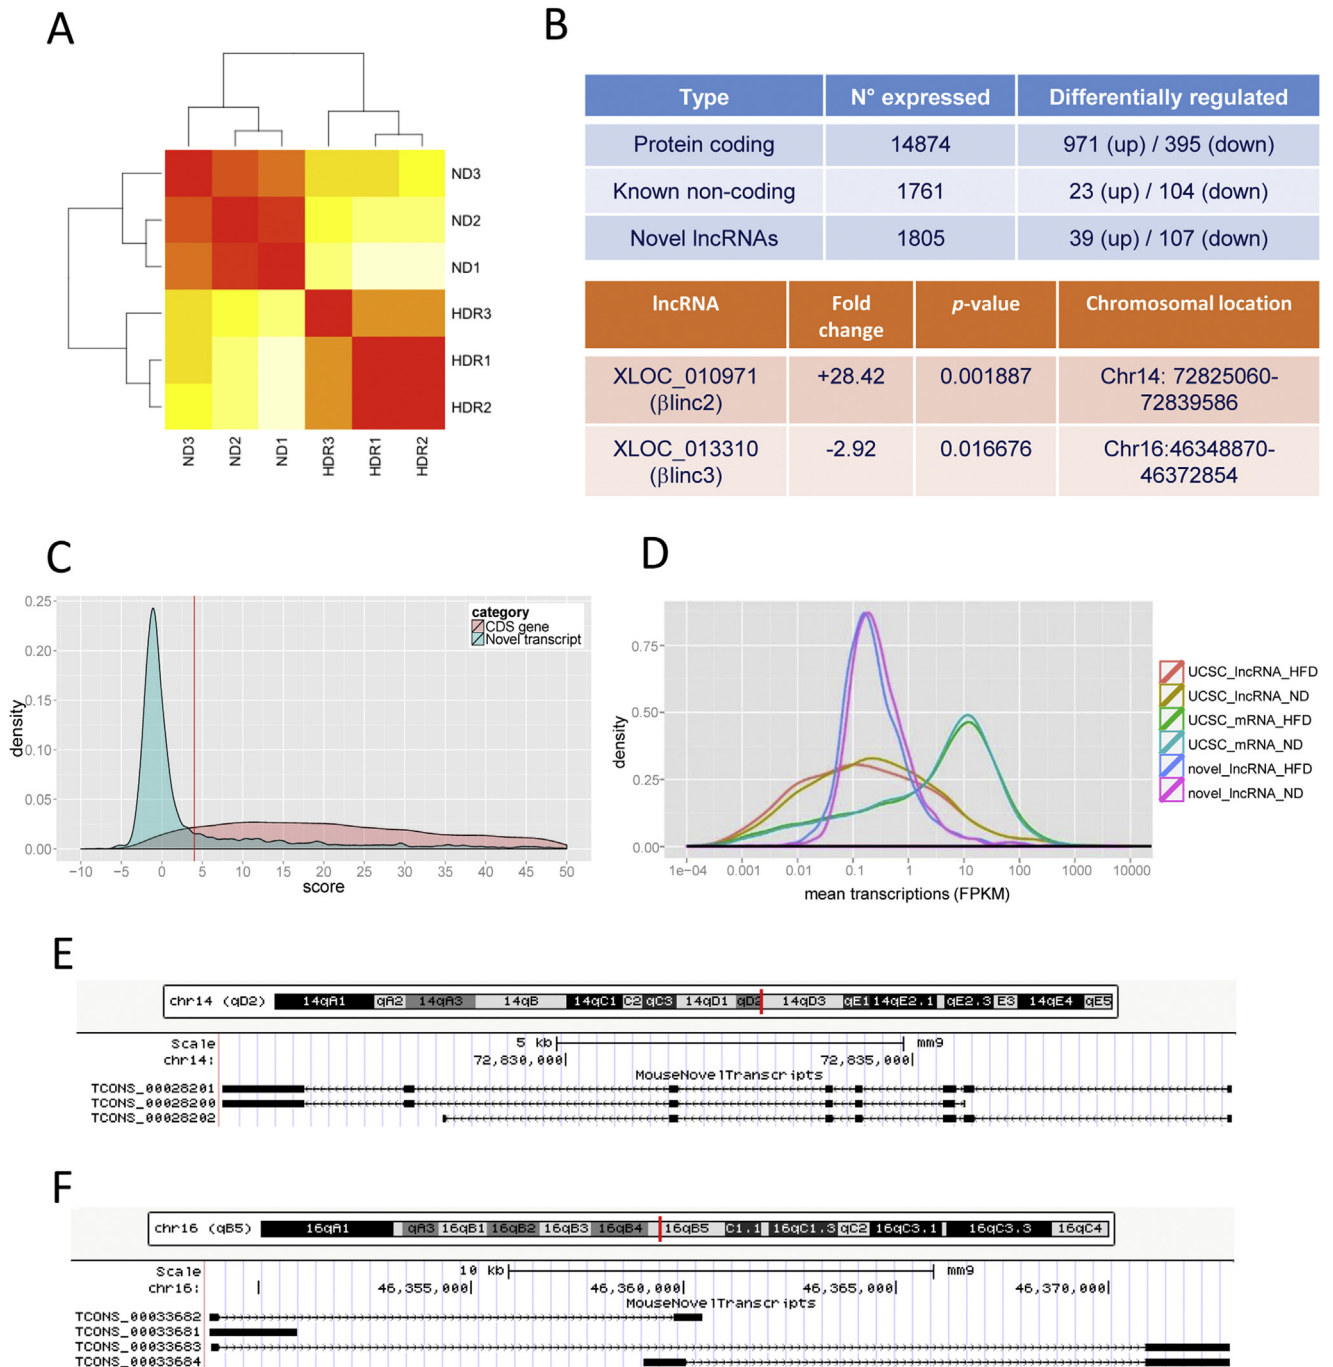 A
ND3
ND2
ND1
HDR3
HDR1
HDR2
ND3
ND2
ND1
HDR3
HDR1
HDR2
B
Type N° expressed Differentially regulated
Protein coding 14874 971 (up) / 395 (down)
Known non-coding 1761 23 (up) / 104 (down)
Novel lncRNAs 1805 39 (up) / 107 (down)
lncRNA Fold change p-value Chromosomal location
XLOC_010971 (βlinc2) +28.42 0.001887 Chr14: 72825060-72839586
XLOC_013310 (βlinc3) -2.92 0.016676 Chr16:46348870-46372854
C
0.25
0.20
0.15
0.10
0.05
0.00
density
−10 −5 0 5 10 15 20 25 30 35 40 45 50
score
category
CDS gene
Novel transcript
D
0.75
0.50
0.25
0.00
density
1e−04 0.001 0.01 0.1 1 10 100 1000 10000
mean transcriptions (FPKM)
UCSC_lncRNA_HFD
UCSC_lncRNA_ND
UCSC_mRNA_HFD
UCSC_mRNA_ND
novel_lncRNA_HFD
novel_lncRNA_ND
E
chr14 (qD2) 14qA1 qA2 14qA3 14qB 14qC1 C2 qC3 14qD1 qD2 14qD3 qE1 14qE2.1 qE2.3 E3 14qE4 qE5
Scale 5 kb mm9
chr14: 72,830,000 72,835,000
MouseNovelTranscripts
TCONS_00028201
TCONS_00028200
TCONS_00028202
F
chr16 (qB5) 16qA1 qA3 16qB1 16qB2 16qB3 16qB4 16qB5 C1.1 16qC1.3 qC2 16qC3.1 16qC3.3 16qC4
Scale 10 kb mm9
chr16: 46,355,000 46,360,000 46,365,000 46,370,000
MouseNovelTranscripts
TCONS_00033682
TCONS_00033681
TCONS_00033683
TCONS_00033684